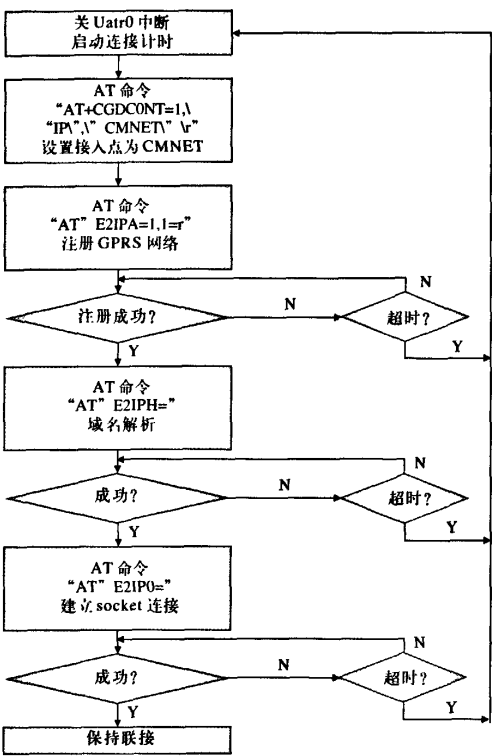 关 Uatr0 中断
启动连接计时
AT 命令
“AT+CGDC0NT=1,\
“IP\",\” CMNET\” \r”
设置接入点为 CMNET
AT 命令
“AT” E2IPA=1,1=r”
注册 GPRS 网络
N
注册成功?
N
超时?
Y
Y
AT 命令
“AT” E2IPH=”
域名解析
N
成功?
N
超时?
Y
Y
AT 命令
“AT” E2IP0=”
建立 socket 连接
N
成功?
N
超时?
Y
Y
保持联接